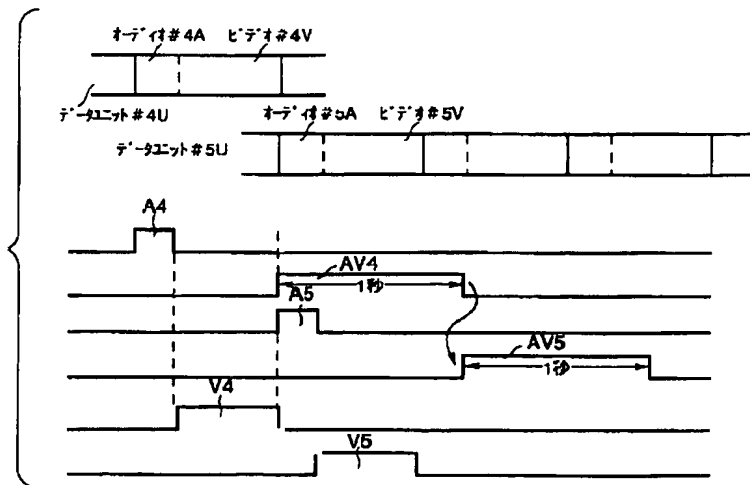 オーディオ#4A ビデオ#4V
データユニット#4U
オーディオ#5A ビデオ#5V
データユニット#5U
A4
AV4
1秒
A5
AV5
1秒
V4
V5